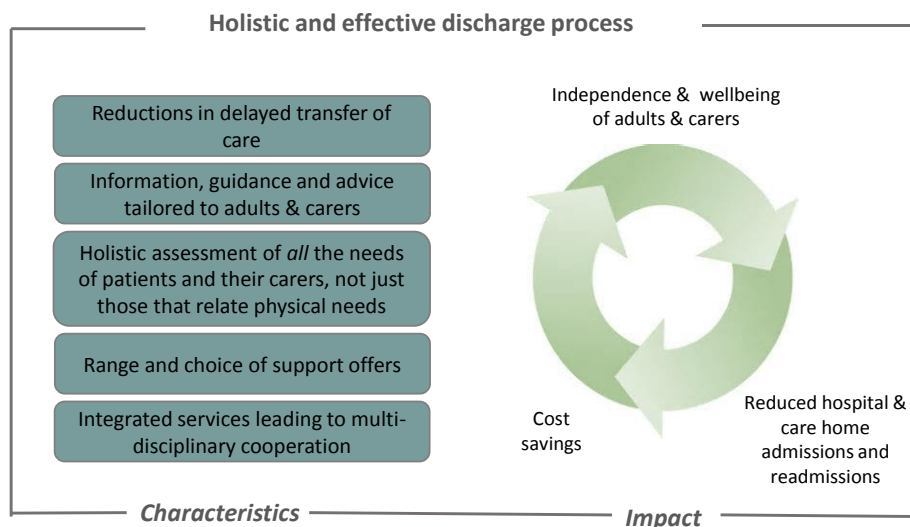 Holistic and effective discharge process
Reductions in delayed transfer of
care
Information, guidance and advice
tailored to adults & carers
Holistic assessment of all the needs
of patients and their carers, not just
those that relate physical needs
Range and choice of support offers
Integrated services leading to multi-
disciplinary cooperation
Characteristics
Independence & wellbeing
of adults & carers
Reduced hospital &
care home
admissions and
readmissions
Cost
savings
Impact